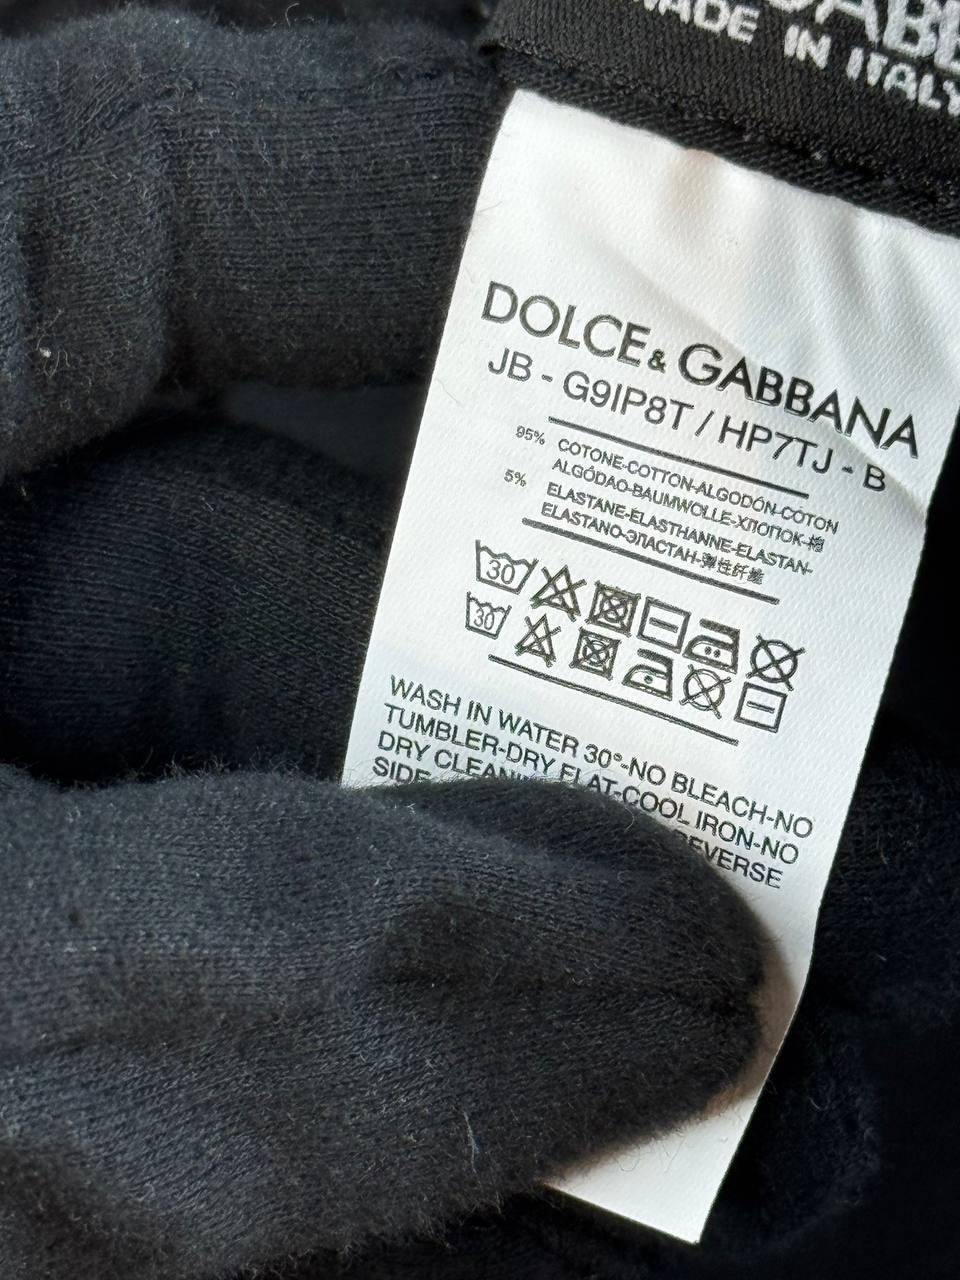 MADE IN ITALY
DOLCE & GABBANA
JB - G9IP8T / HP7TJ - B
95% COTONE-COTTON-ALGODÓN-COTON
ALGÓDAO-BAUMWOLLE-ХЛОПОК-棉
5% ELASTANE-ELASTHANNE-ELASTAN-
ELASTANO-ЭЛАСТАН-弹性纤维
30
30
WASH IN WATER 30°-NO BLEACH-NO
TUMBLER-DRY FLAT-COOL IRON-NO
DRY REVERSE
SIDE